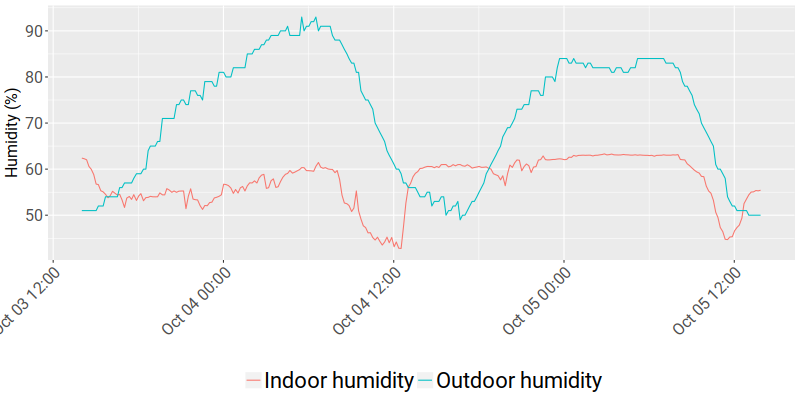 Humidity (%)
90
80
70
60
50
Oct 03 12:00
Oct 04 00:00
Oct 04 12:00
Oct 05 00:00
Oct 05 12:00
Indoor humidity Outdoor humidity